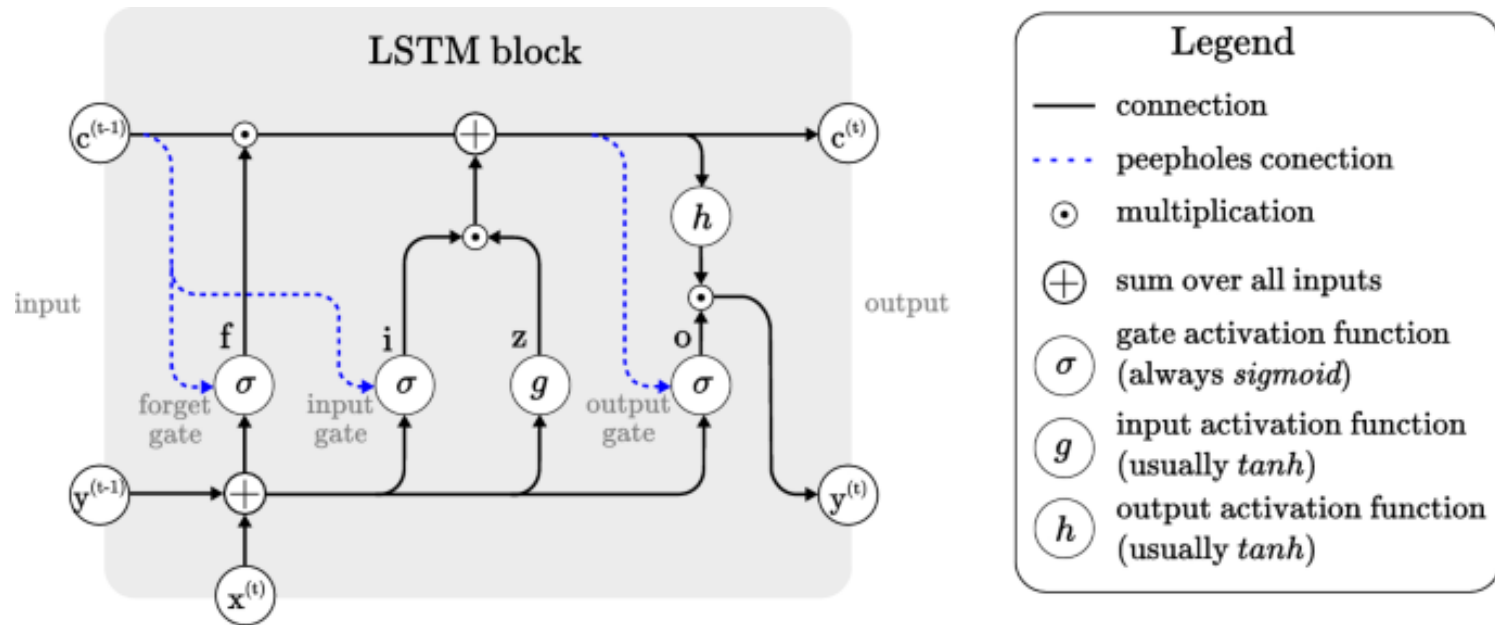 LSTM block
c(t-1)
c(t)
h
input
output
f
i
z
o
σ
σ
g
σ
forget
gate
input
gate
output
gate
y(t-1)
y(t)
x(t)
Legend
connection
peepholes conection
multiplication
sum over all inputs
σ
gate activation function
(always sigmoid)
g
input activation function
(usually tanh)
h
output activation function
(usually tanh)